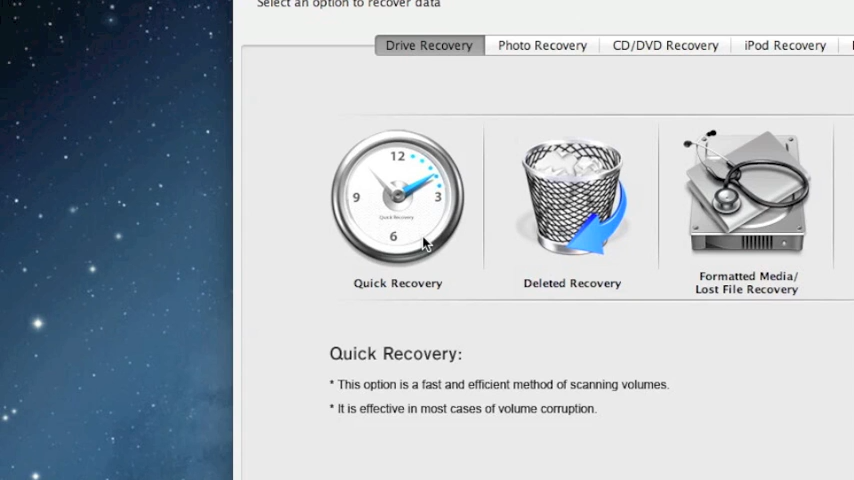 Select an option to recover data
Drive Recovery
Photo Recovery
CD/DVD Recovery
iPod Recovery
12
9
3
Quick Recovery
6
Quick Recovery
Deleted Recovery
Formatted Media/
Lost File Recovery
Quick Recovery:
* This option is a fast and efficient method of scanning volumes.
* It is effective in most cases of volume corruption.